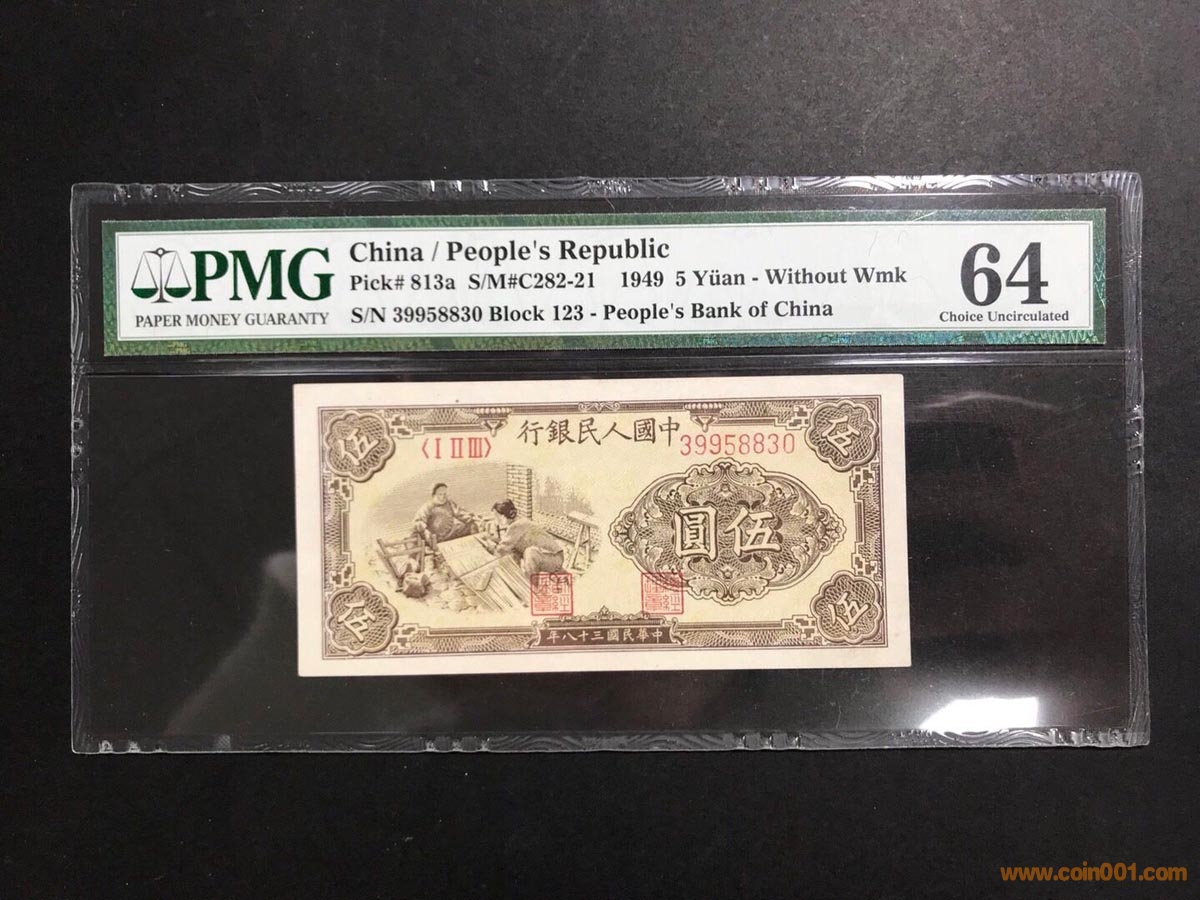 PMG
PAPER MONEY GUARANTY
China / People's Republic
Pick# 813a S/M#C282-21 1949 5 Yüan - Without Wmk
S/N 39958830 Block 123 - People's Bank of China
64
Choice Uncirculated
伍
伍
行銀民人國中
〈I II III〉
39958830
圓伍
伍
伍
年八十三國民華中
www.coin001.com